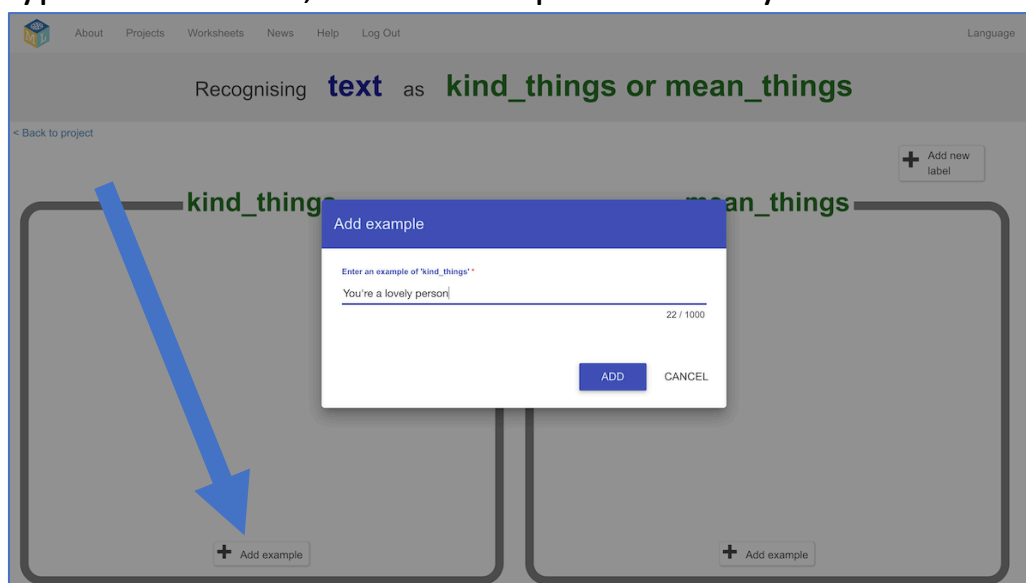 About Projects Worksheets News Help Log Out Language
Recognising text as kind_things or mean_things
< Back to project
Add new
label
kind_things
Add example
Enter an example of 'kind_things' *
You're a lovely person
22 / 1000
ADD CANCEL
Add example Add example